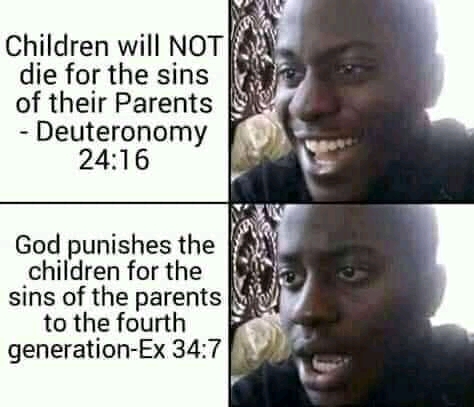 Children will NOT
die for the sins
of their Parents
- Deuteronomy
24:16
God punishes the
children for the
sins of the parents
to the fourth
generation-Ex 34:7